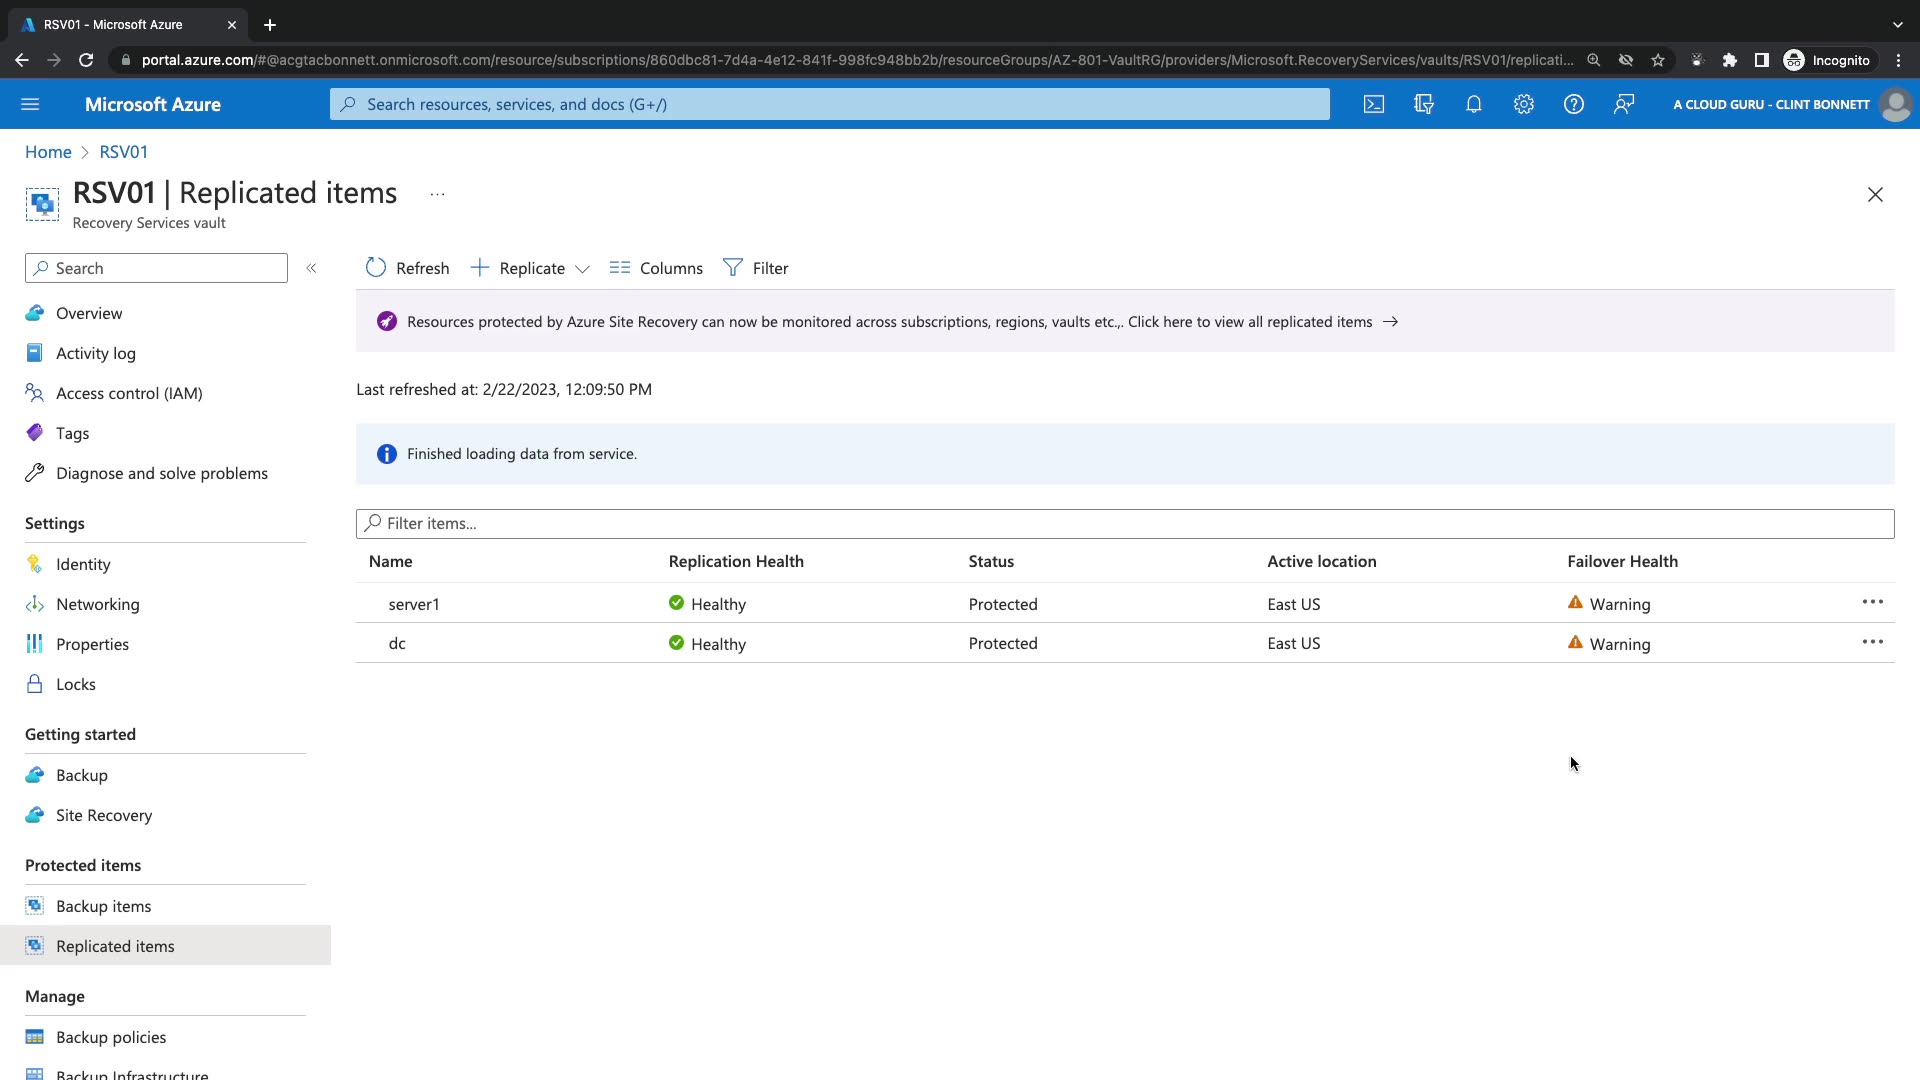 RSV01 - Microsoft Azure
portal.azure.com/#@acgtacbonnett.onmicrosoft.com/resource/subscriptions/860dbc81-7d4a-4e12-841f-998fc948bb2b/resourceGroups/AZ-801-VaultRG/providers/Microsoft.RecoveryServices/vaults/RSV01/replicati...
Incognito
Microsoft Azure
Search resources, services, and docs (G+/)
A CLOUD GURU - CLINT BONNETT
Home > RSV01
RSV01 | Replicated items ...
Recovery Services vault
Search
«
Overview
Activity log
Access control (IAM)
Tags
Diagnose and solve problems
Settings
Identity
Networking
Properties
Locks
Getting started
Backup
Site Recovery
Protected items
Backup items
Replicated items
Manage
Backup policies
Backup Infrastructure
Refresh Replicate Columns Filter
Resources protected by Azure Site Recovery can now be monitored across subscriptions, regions, vaults etc.,. Click here to view all replicated items →
Last refreshed at: 2/22/2023, 12:09:50 PM
Finished loading data from service.
Filter items...
Name Replication Health Status Active location Failover Health
server1 Healthy Protected East US Warning
dc Healthy Protected East US Warning